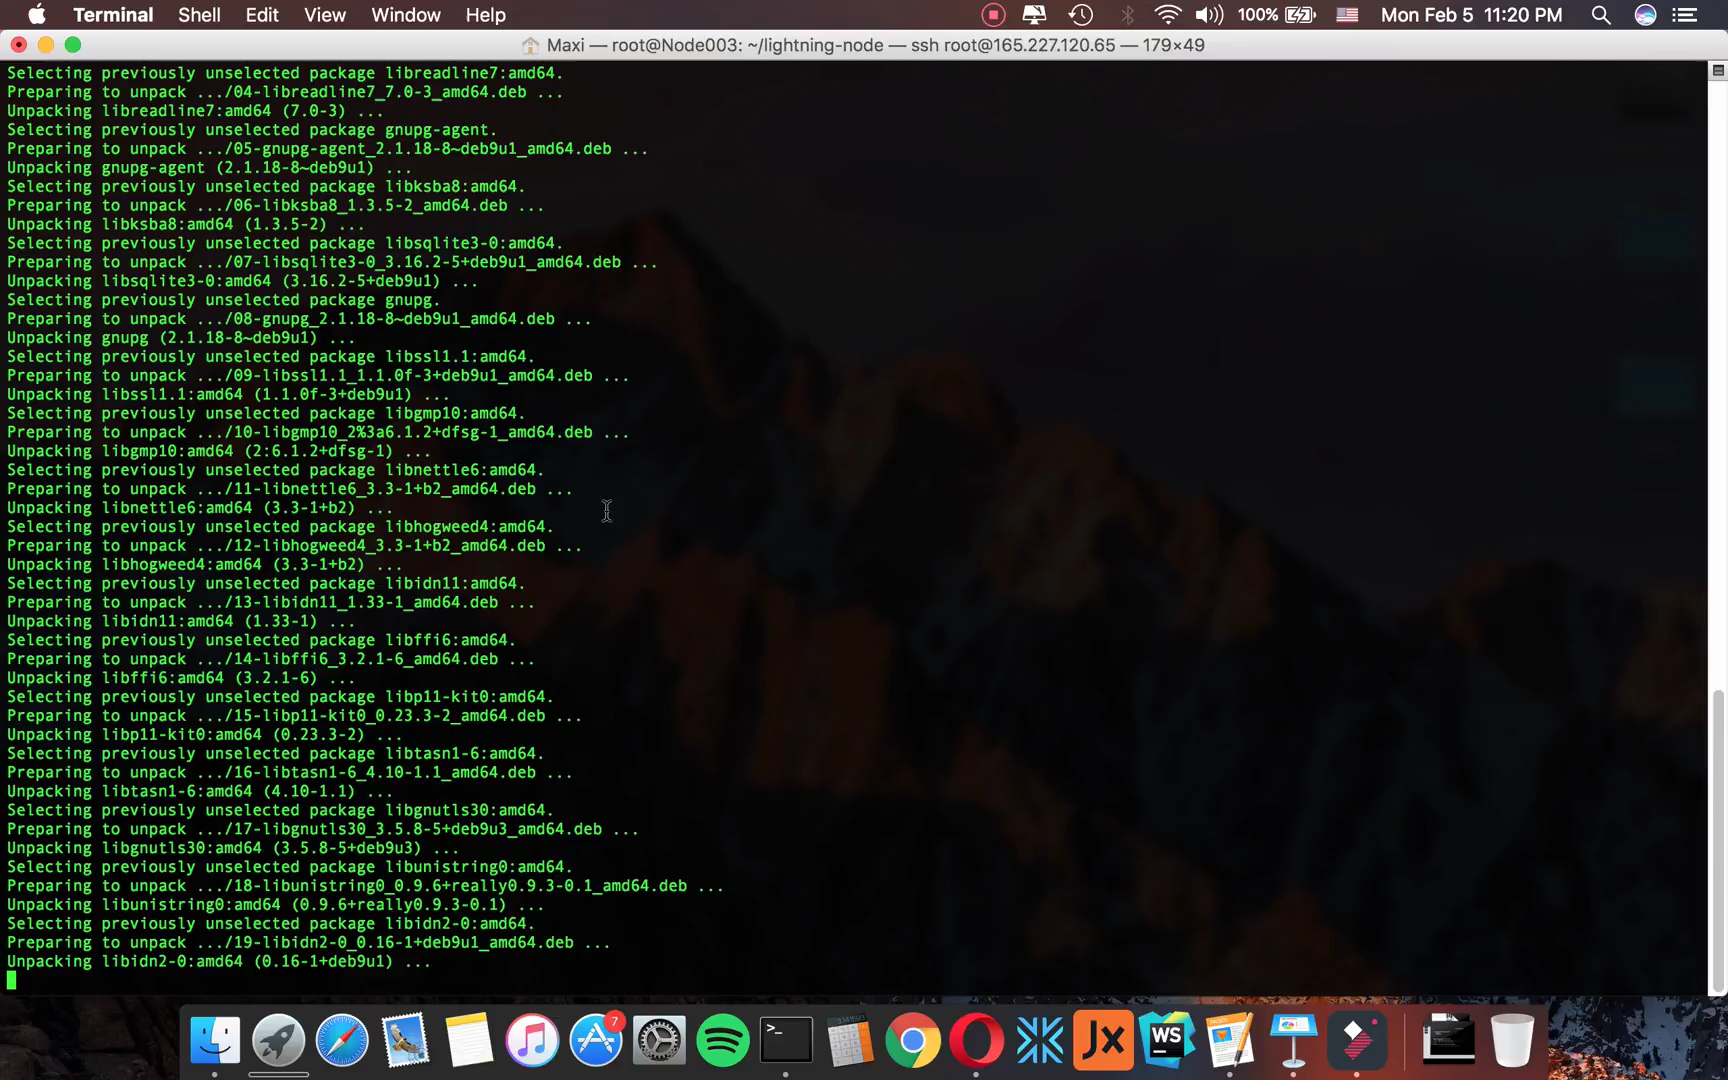 Terminal Shell Edit View Window Help 100% Mon Feb 5 11:20 PM
Maxi — root@Node003: ~/lightning-node — ssh root@165.227.120.65 — 179×49
Selecting previously unselected package libreadline7:amd64.
Preparing to unpack .../04-libreadline7_7.0-3_amd64.deb ...
Unpacking libreadline7:amd64 (7.0-3) ...
Selecting previously unselected package gnupg-agent.
Preparing to unpack .../05-gnupg-agent_2.1.18-8~deb9u1_amd64.deb ...
Unpacking gnupg-agent (2.1.18-8~deb9u1) ...
Selecting previously unselected package libksba8:amd64.
Preparing to unpack .../06-libksba8_1.3.5-2_amd64.deb ...
Unpacking libksba8:amd64 (1.3.5-2) ...
Selecting previously unselected package libsqlite3-0:amd64.
Preparing to unpack .../07-libsqlite3-0_3.16.2-5+deb9u1_amd64.deb ...
Unpacking libsqlite3-0:amd64 (3.16.2-5+deb9u1) ...
Selecting previously unselected package gnupg.
Preparing to unpack .../08-gnupg_2.1.18-8~deb9u1_amd64.deb ...
Unpacking gnupg (2.1.18-8~deb9u1) ...
Selecting previously unselected package libssl1.1:amd64.
Preparing to unpack .../09-libssl1.1_1.1.0f-3+deb9u1_amd64.deb ...
Unpacking libssl1.1:amd64 (1.1.0f-3+deb9u1) ...
Selecting previously unselected package libgmp10:amd64.
Preparing to unpack .../10-libgmp10_2%3a6.1.2+dfsg-1_amd64.deb ...
Unpacking libgmp10:amd64 (2:6.1.2+dfsg-1) ...
Selecting previously unselected package libnettle6:amd64.
Preparing to unpack .../11-libnettle6_3.3-1+b2_amd64.deb ...
Unpacking libnettle6:amd64 (3.3-1+b2) ...
Selecting previously unselected package libhogweed4:amd64.
Preparing to unpack .../12-libhogweed4_3.3-1+b2_amd64.deb ...
Unpacking libhogweed4:amd64 (3.3-1+b2) ...
Selecting previously unselected package libidn11:amd64.
Preparing to unpack .../13-libidn11_1.33-1_amd64.deb ...
Unpacking libidn11:amd64 (1.33-1) ...
Selecting previously unselected package libffi6:amd64.
Preparing to unpack .../14-libffi6_3.2.1-6_amd64.deb ...
Unpacking libffi6:amd64 (3.2.1-6) ...
Selecting previously unselected package libp11-kit0:amd64.
Preparing to unpack .../15-libp11-kit0_0.23.3-2_amd64.deb ...
Unpacking libp11-kit0:amd64 (0.23.3-2) ...
Selecting previously unselected package libtasn1-6:amd64.
Preparing to unpack .../16-libtasn1-6_4.10-1.1_amd64.deb ...
Unpacking libtasn1-6:amd64 (4.10-1.1) ...
Selecting previously unselected package libgnutls30:amd64.
Preparing to unpack .../17-libgnutls30_3.5.8-5+deb9u3_amd64.deb ...
Unpacking libgnutls30:amd64 (3.5.8-5+deb9u3) ...
Selecting previously unselected package libunistring0:amd64.
Preparing to unpack .../18-libunistring0_0.9.6+really0.9.3-0.1_amd64.deb ...
Unpacking libunistring0:amd64 (0.9.6+really0.9.3-0.1) ...
Selecting previously unselected package libidn2-0:amd64.
Preparing to unpack .../19-libidn2-0_0.16-1+deb9u1_amd64.deb ...
Unpacking libidn2-0:amd64 (0.16-1+deb9u1) ...
7
>_ JX WS